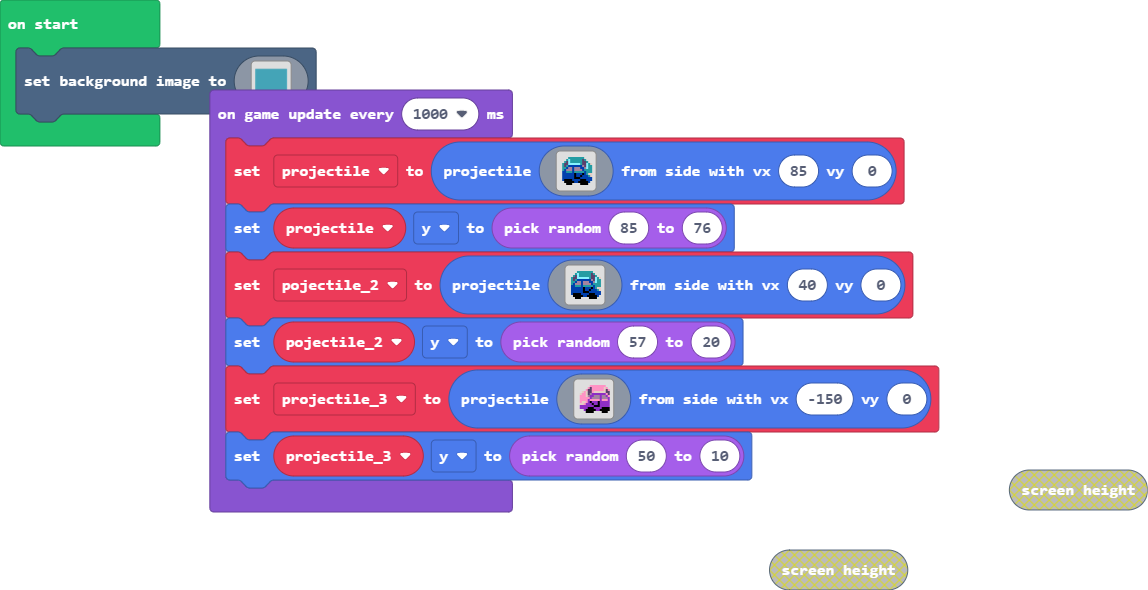 on start
set background image to
on game update every 1000 ms
set projectile to projectile from side with vx 85 vy 0
set projectile y to pick random 85 to 76
set pojectile_2 to projectile from side with vx 40 vy 0
set pojectile_2 y to pick random 57 to 20
set projectile_3 to projectile from side with vx -150 vy 0
set projectile_3 y to pick random 50 to 10
screen height
screen height